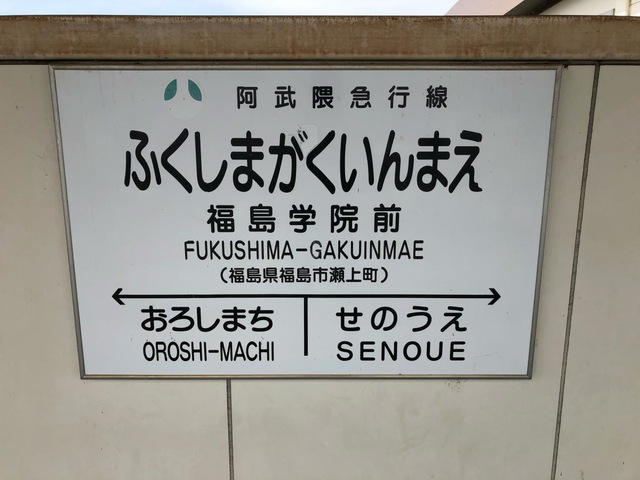 阿武隈急行線
ふくしまがくいんまえ
福島学院前
FUKUSHIMA-GAKUINMAE
(福島県福島市瀬上町)
おろしまち せのうえ
OROSHI-MACHI SENOUE